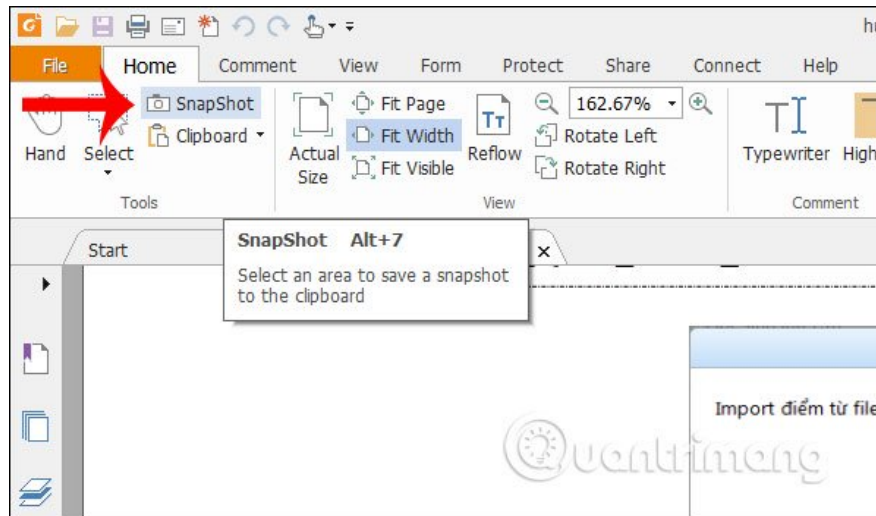 hu
File Home Comment View Form Protect Share Connect Help
SnapShot
Clipboard
Hand
Select
Tools
Actual Size
Fit Page
Fit Width
Fit Visible
Reflow
162.67%
Rotate Left
Rotate Right
View
Typewriter
High
Comment
Start
SnapShot Alt+7
Select an area to save a snapshot
to the clipboard
Import điểm từ file
Quantrimang